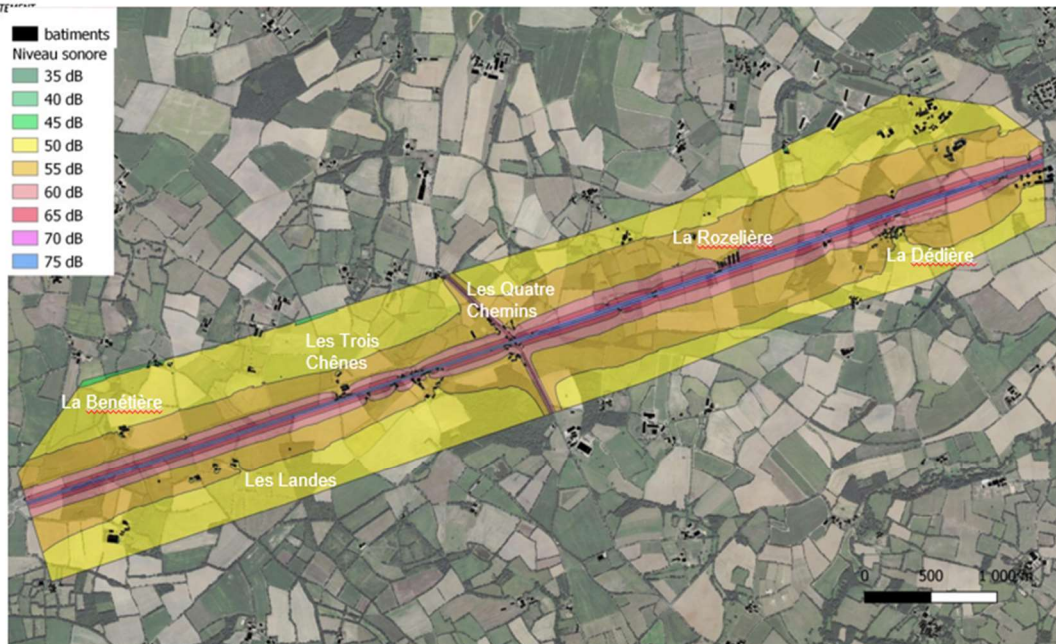 batiments
Niveau sonore
35 dB
40 dB
45 dB
50 dB
55 dB
60 dB
65 dB
70 dB
75 dB
La Rozelière
La Dédière
Les Quatre
Chemins
Les Trois
Chênes
La Benétière
Les Landes
0 500 1 000 m